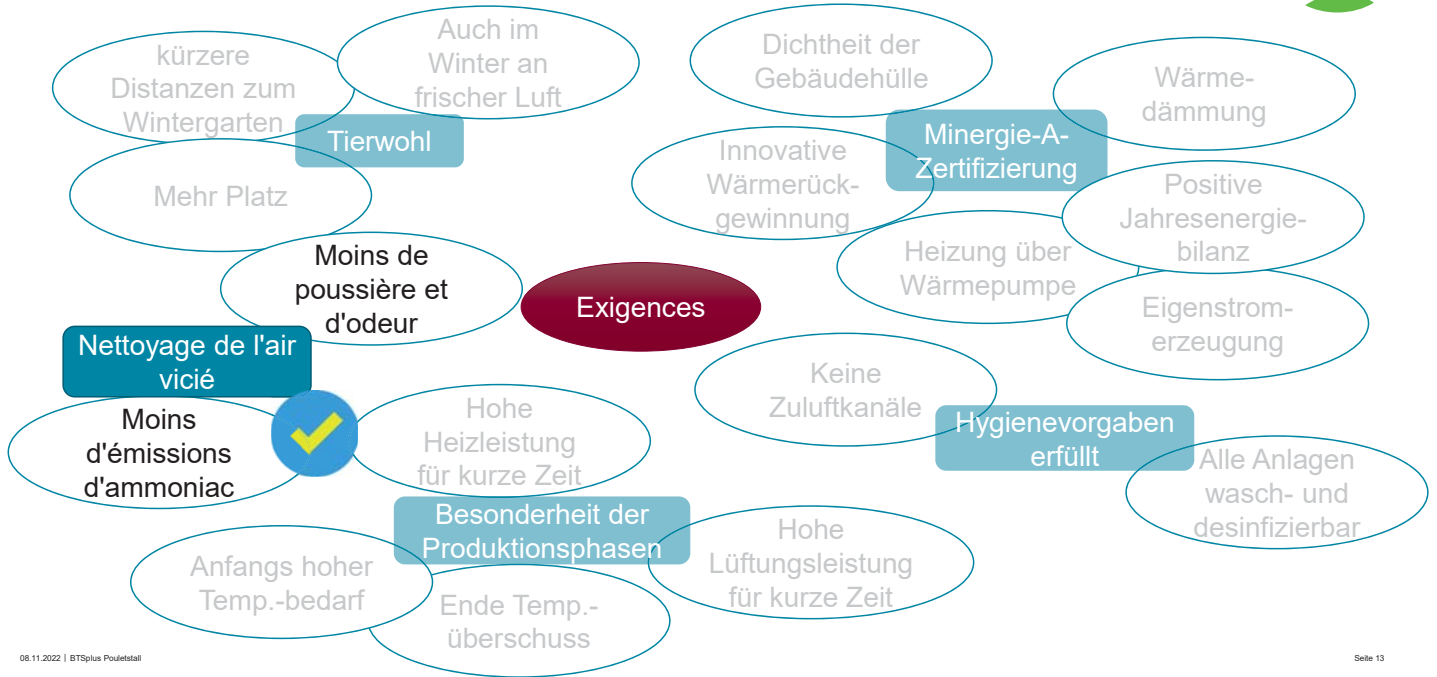 kürzere
Distanzen zum
Wintergarten
Auch im
Winter an
frischer Luft
Tierwohl
Mehr Platz
Moins de
poussière et
d'odeur
Nettoyage de l'air
vicié
Moins
d'émissions
d'ammoniac
Exigences
Dichtheit der
Gebäudehülle
Wärme-
dämmung
Minergie-A-
Zertifizierung
Innovative
Wärmerück-
gewinnung
Positive
Jahresenergie-
bilanz
Heizung über
Wärmepumpe
Eigenstrom-
erzeugung
Keine
Zuluftkanäle
Hygienevorgaben
erfüllt
Alle Anlagen
wasch- und
desinfizierbar
Hohe
Heizleistung
für kurze Zeit
Besonderheit der
Produktionsphasen
Anfangs hoher
Temp.-bedarf
Ende Temp.-
überschuss
Hohe
Lüftungsleistung
für kurze Zeit
08.11.2022 | BTSplus Pouletstall
Seite 13